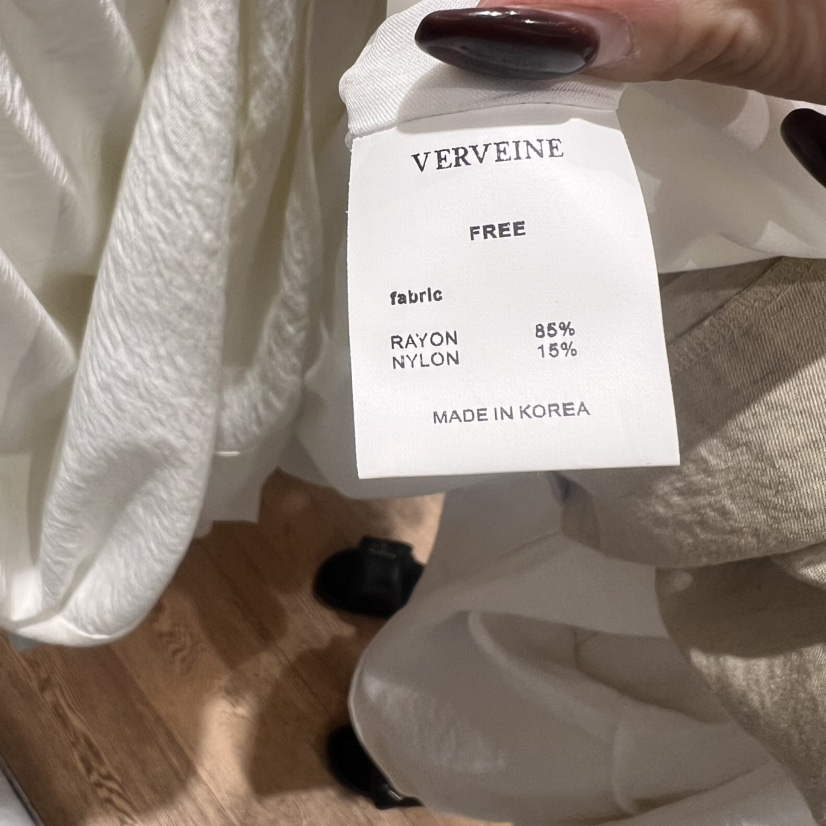 VERVEINE
FREE
fabric
RAYON 85%
NYLON 15%
MADE IN KOREA